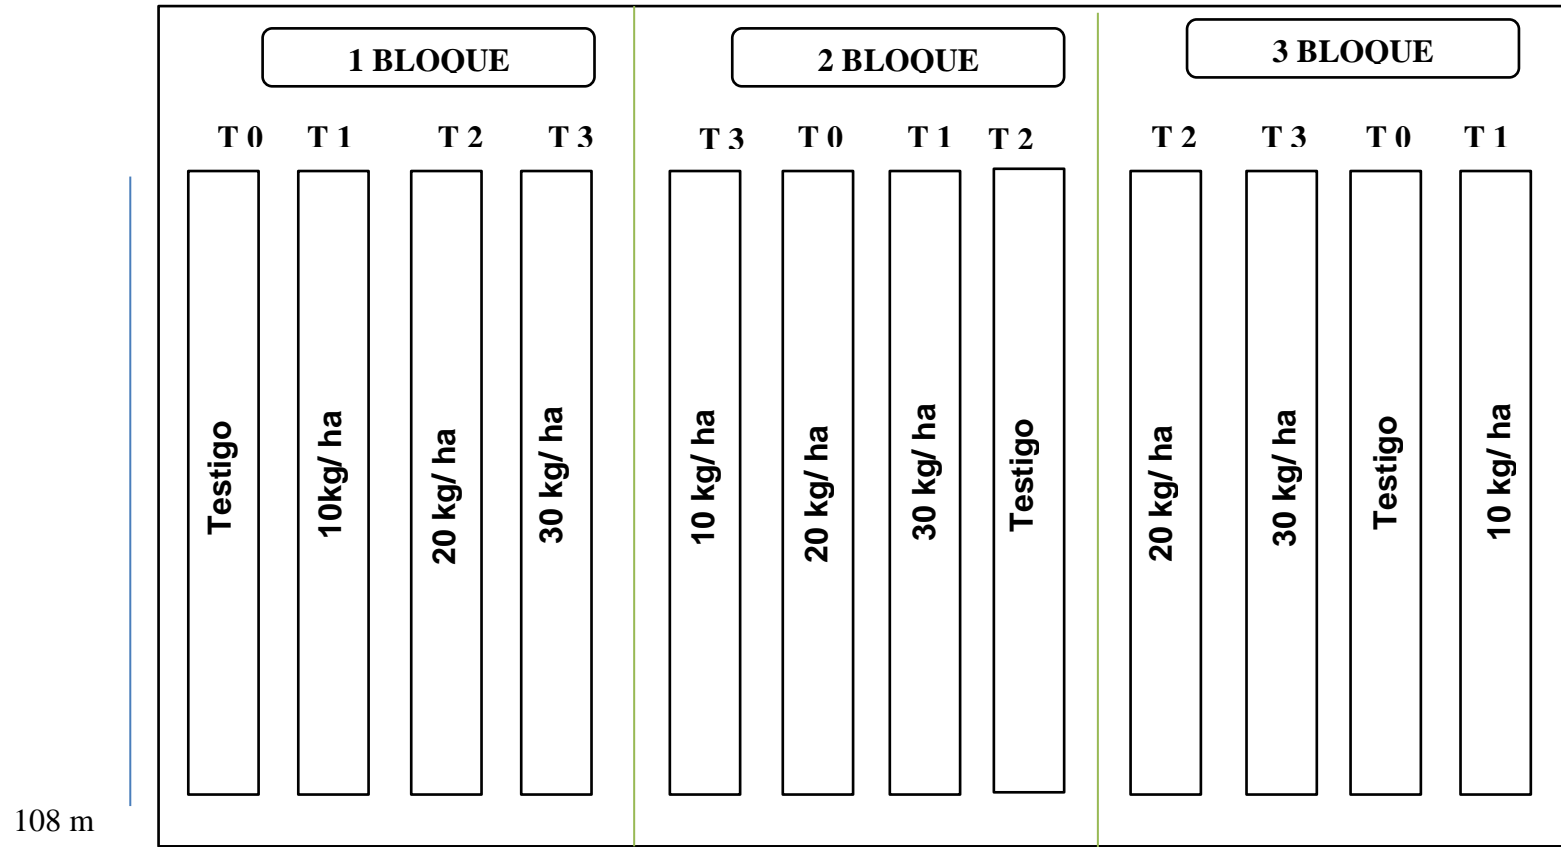 1 BLOQUE
2 BLOQUE
3 BLOQUE
T 0 T 1 T 2 T 3
T 3 T 0 T 1 T 2
T 2 T 3 T 0 T 1
Testigo
10kg/ ha
20 kg/ ha
30 kg/ ha
10 kg/ ha
20 kg/ ha
30 kg/ ha
Testigo
20 kg/ ha
30 kg/ ha
Testigo
10 kg/ ha
108 m